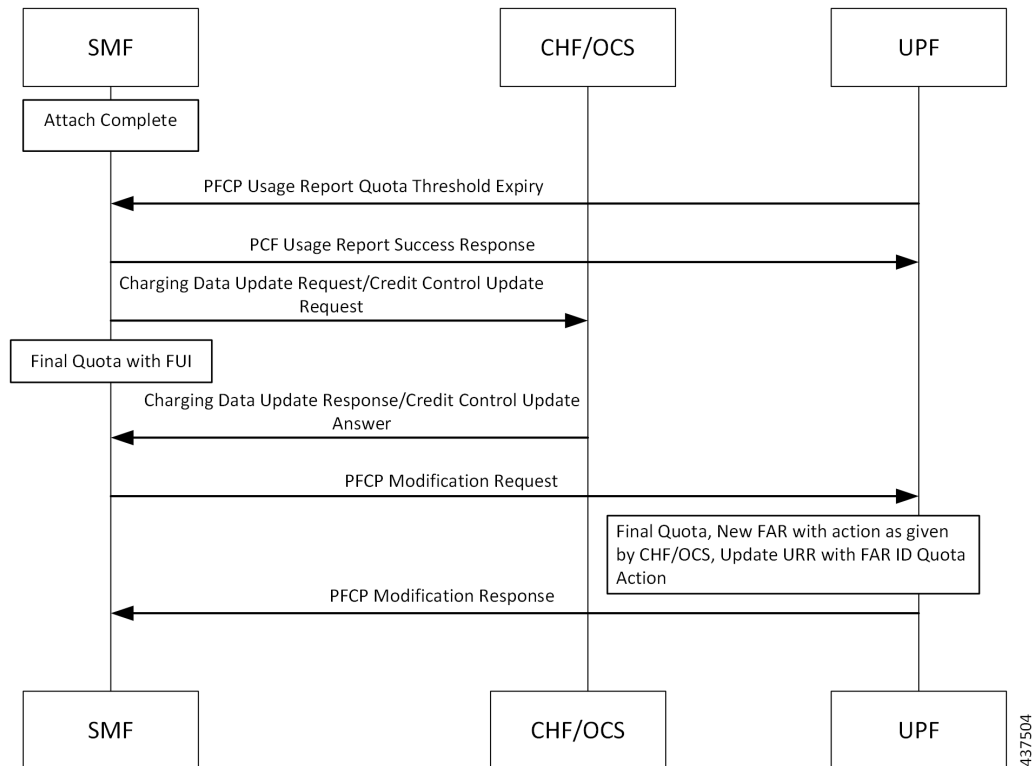 SMF
CHF/OCS
UPF
Attach Complete
PFCP Usage Report Quota Threshold Expiry
PCF Usage Report Success Response
Charging Data Update Request/Credit Control Update
Request
Final Quota with FUI
Charging Data Update Response/Credit Control Update
Answer
PFCP Modification Request
Final Quota, New FAR with action as given
by CHF/OCS, Update URR with FAR ID Quota
Action
PFCP Modification Response
SMF
CHF/OCS
UPF
437504